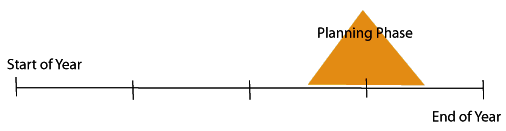 Planning Phase
Start of Year
End of Year